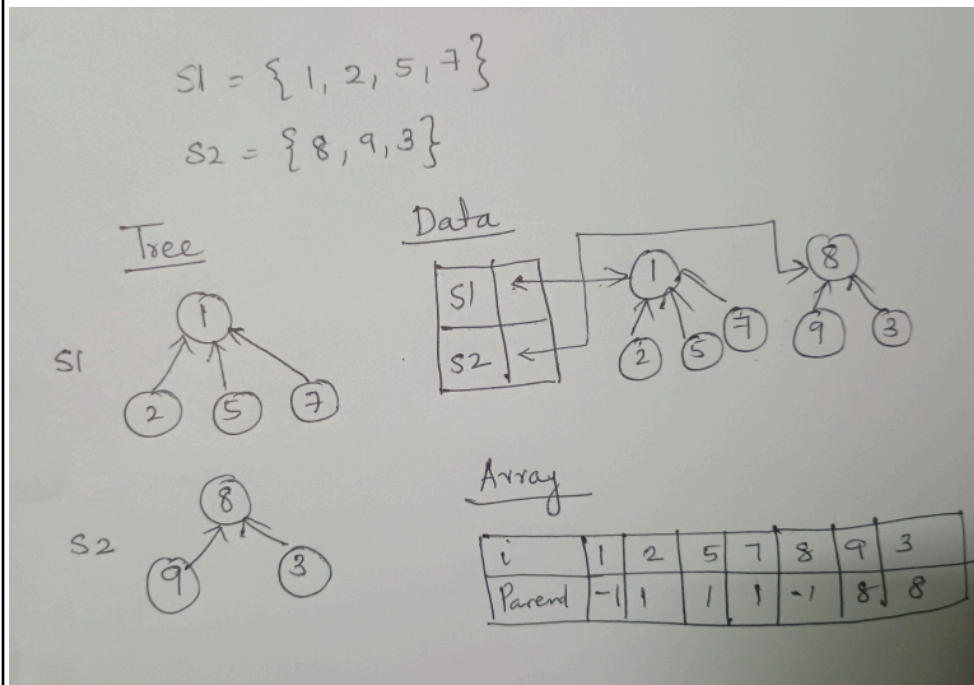 S1 = {1, 2, 5, 7}
S2 = {8, 9, 3}
Tree
S1
1
2 5 7
S2
8
9 3
Data
S1
S2
1
2 5 7
8
9 3
Array
i 1 2 5 7 8 9 3
Parend -1 1 1 1 -1 8 8